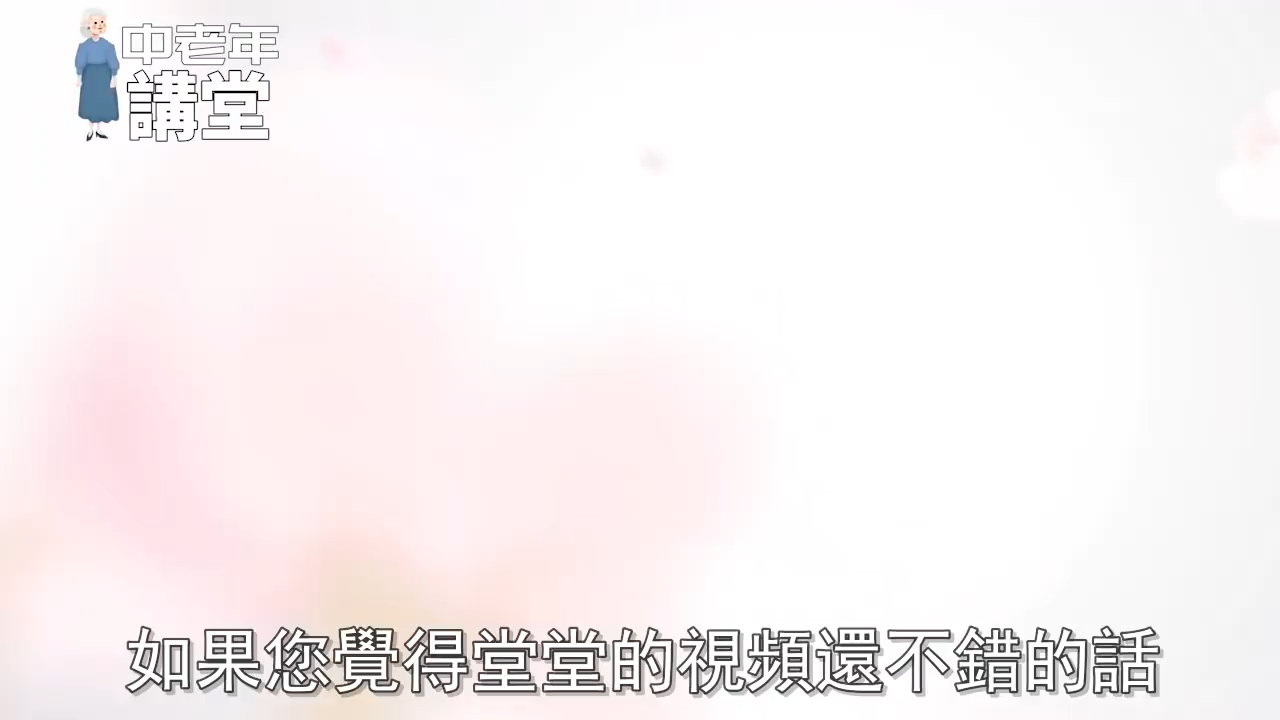 中老年
講堂
如果您覺得堂堂的視頻還不錯的話